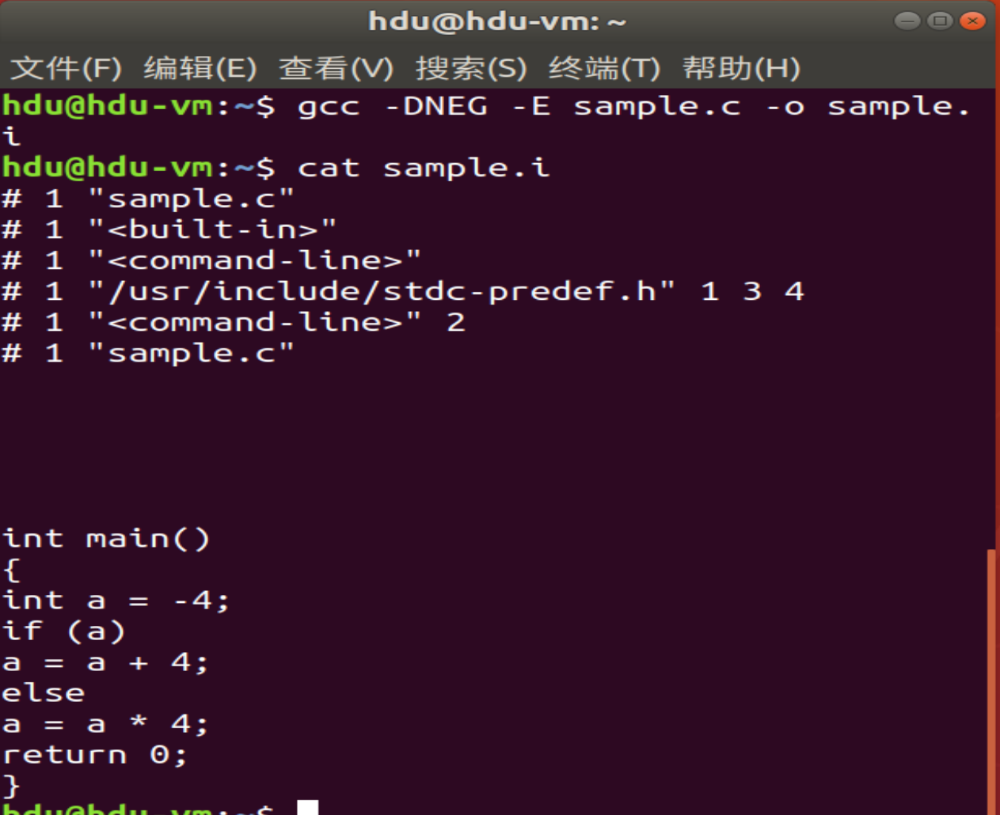 hdu@hdu-vm: ~
文件(F) 编辑(E) 查看(V) 搜索(S) 终端(T) 帮助(H)
hdu@hdu-vm:~$ gcc -DNEG -E sample.c -o sample.
i
hdu@hdu-vm:~$ cat sample.i
# 1 "sample.c"
# 1 "<built-in>"
# 1 "<command-line>"
# 1 "/usr/include/stdc-predef.h" 1 3 4
# 1 "<command-line>" 2
# 1 "sample.c"
int main()
{
int a = -4;
if (a)
a = a + 4;
else
a = a * 4;
return 0;
}
hdu@hdu-vm:~$